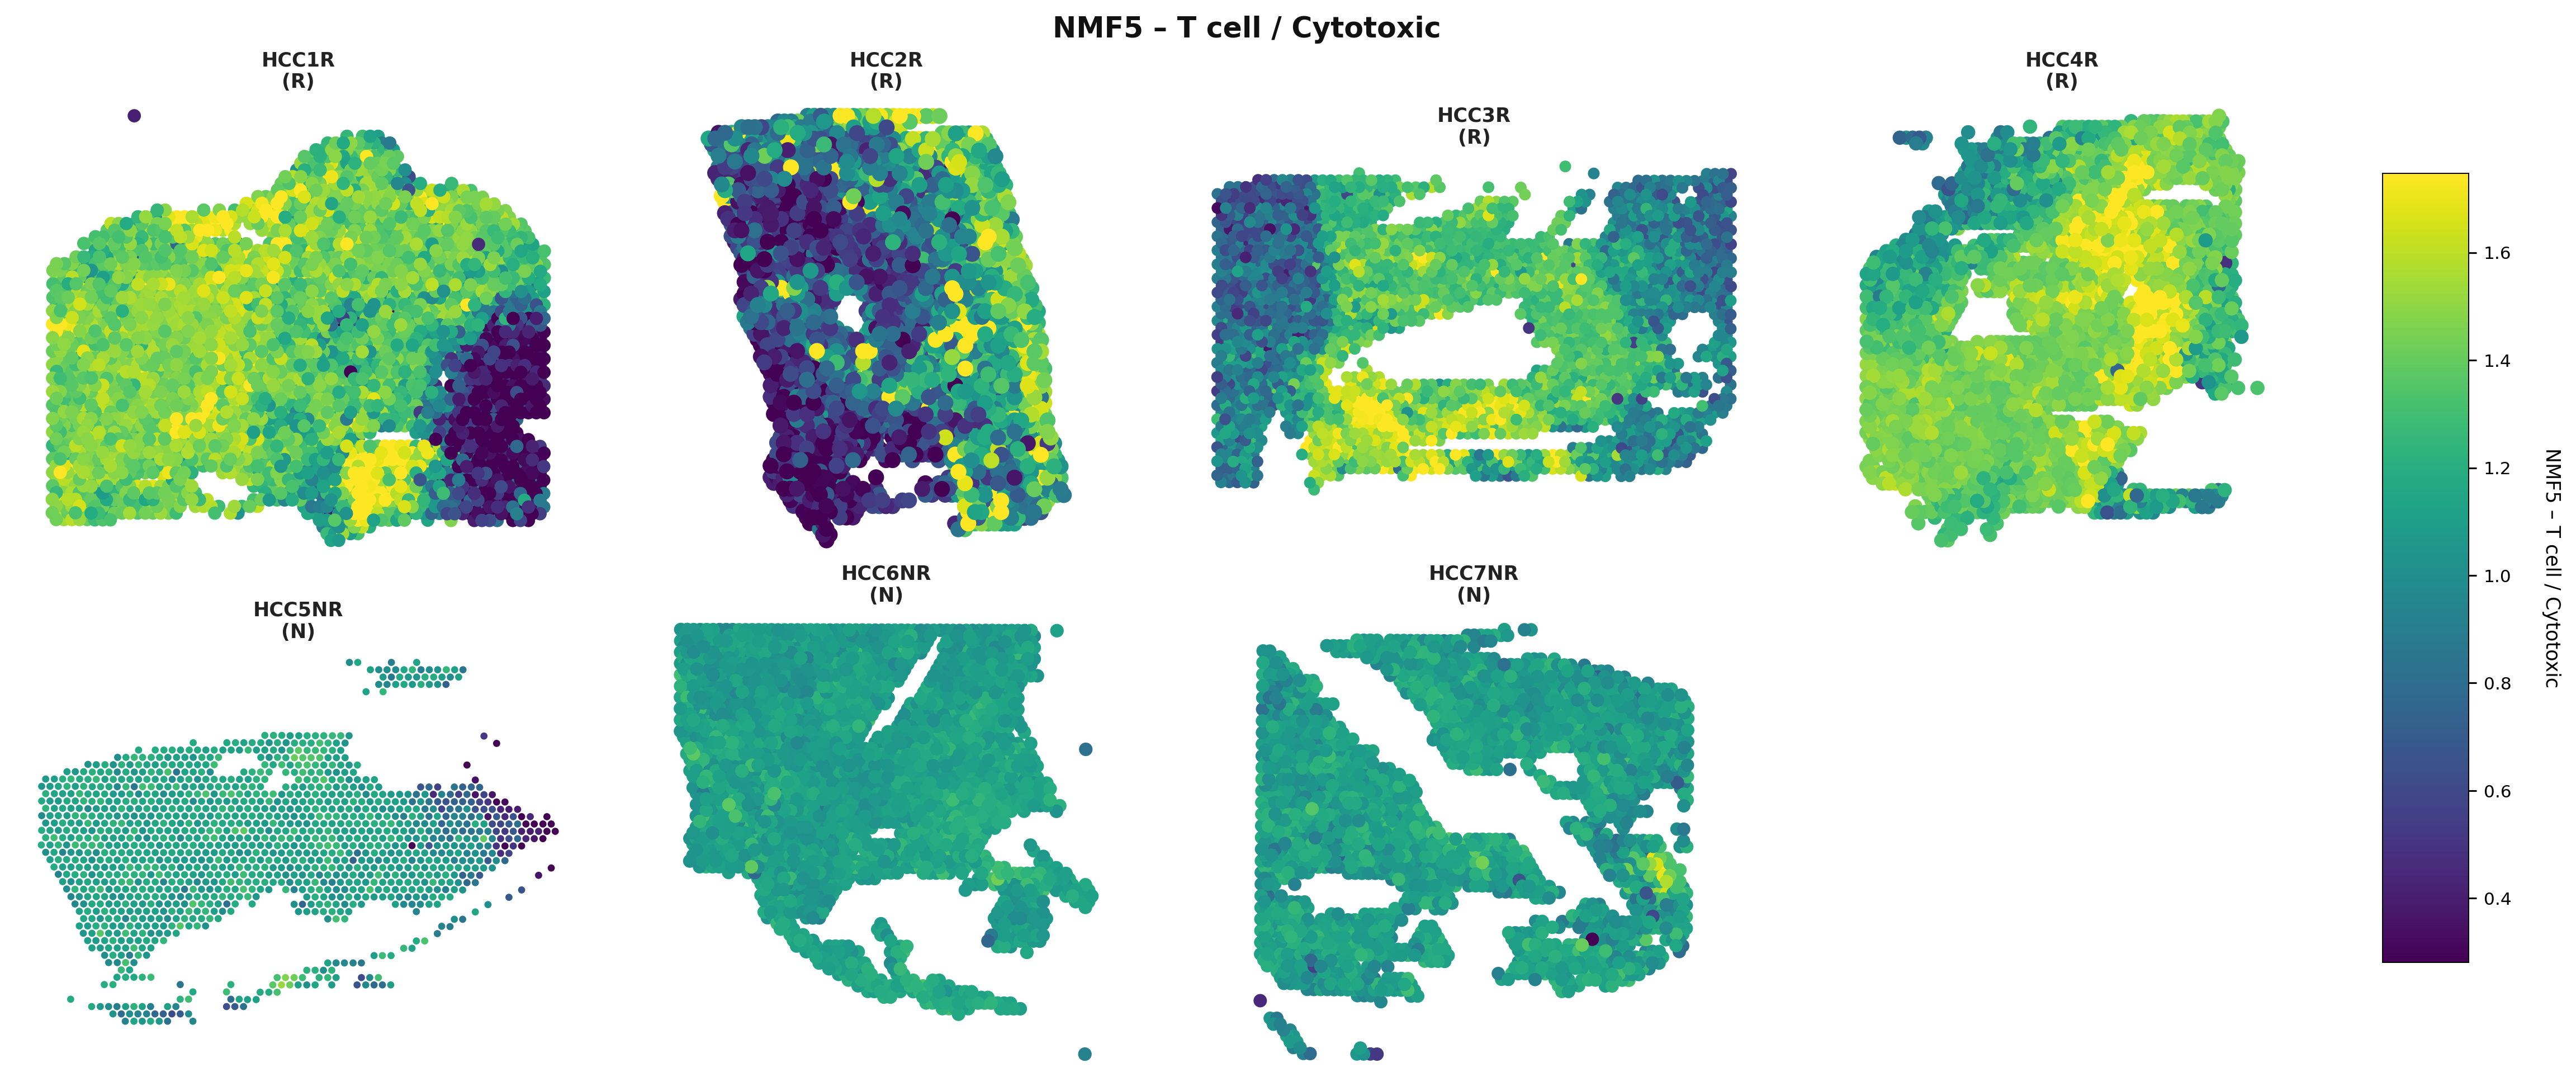 NMF5 – T cell / Cytotoxic
HCC1R
(R)
HCC2R
(R)
HCC3R
(R)
HCC4R
(R)
HCC5NR
(N)
HCC6NR
(N)
HCC7NR
(N)
1.6
1.4
1.2
1.0
0.8
0.6
0.4
NMF5 – T cell / Cytotoxic